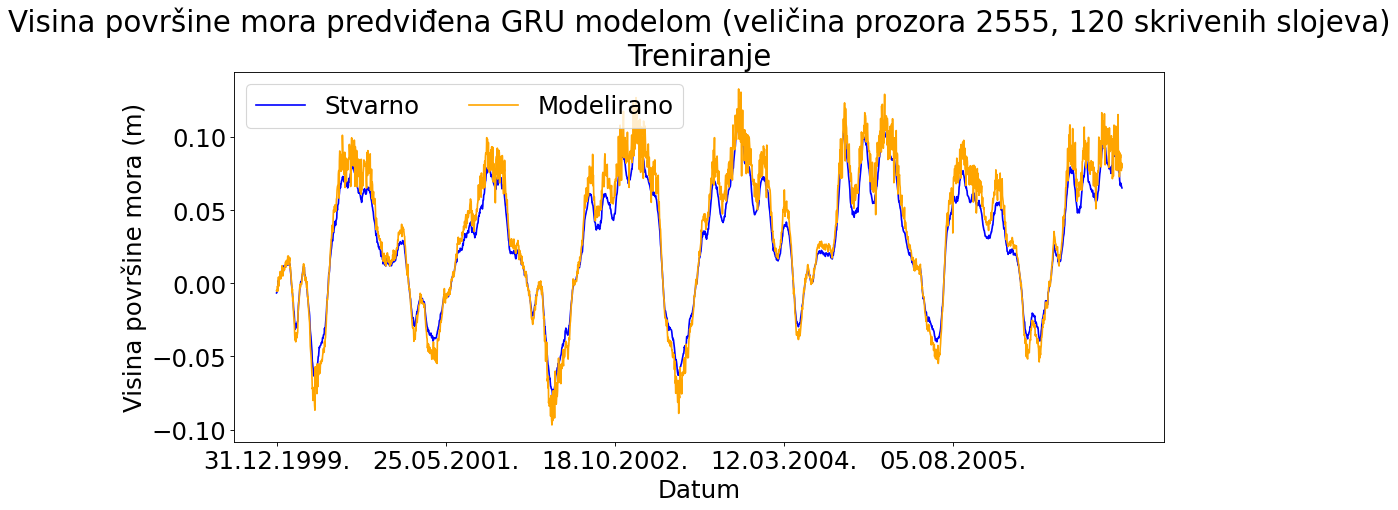 Visina površine mora predviđena GRU modelom (veličina prozora 2555, 120 skrivenih slojeva)
Treniranje
Stvarno Modelirano
Visina površine mora (m)
0.10
0.05
0.00
−0.05
−0.10
31.12.1999. 25.05.2001. 18.10.2002. 12.03.2004. 05.08.2005.
Datum